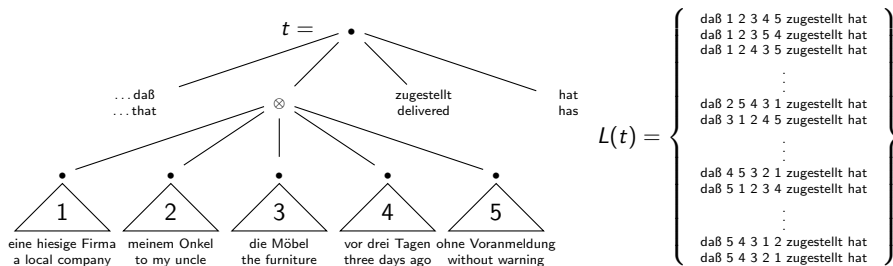 t =
...daß
...that
zugestellt
delivered
hat
has
⊗
1
2
3
4
5
eine hiesige Firma
a local company
meinem Onkel
to my uncle
die Möbel
the furniture
vor drei Tagen
three days ago
ohne Voranmeldung
without warning
L(t) =
daß 1 2 3 4 5 zugestellt hat
daß 1 2 3 5 4 zugestellt hat
daß 1 2 4 3 5 zugestellt hat
⋮
daß 2 5 4 3 1 zugestellt hat
daß 3 1 2 4 5 zugestellt hat
⋮
daß 4 5 3 2 1 zugestellt hat
daß 5 1 2 3 4 zugestellt hat
⋮
daß 5 4 3 1 2 zugestellt hat
daß 5 4 3 2 1 zugestellt hat